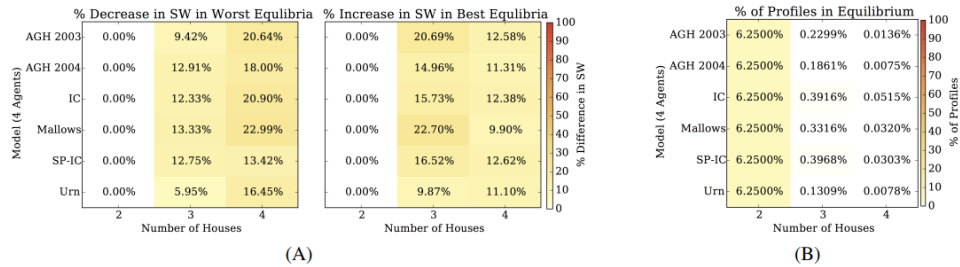 % Decrease in SW in Worst Equlibria
% Increase in SW in Best Equlibria
% of Profiles in Equilibrium
Model (4 Agents)
AGH 2003 0.00% 9.42% 20.64%
AGH 2004 0.00% 12.91% 18.00%
IC 0.00% 12.33% 20.90%
Mallows 0.00% 13.33% 22.99%
SP-IC 0.00% 12.75% 13.42%
Urn 0.00% 5.95% 16.45%
2 3 4
Number of Houses
0.00% 20.69% 12.58%
0.00% 14.96% 11.31%
0.00% 15.73% 12.38%
0.00% 22.70% 9.90%
0.00% 16.52% 12.62%
0.00% 9.87% 11.10%
2 3 4
Number of Houses
100
90
80
70
60
50
40
30
20
10
0
% Difference in SW
(A)
Model (4 Agents)
AGH 2003 6.2500% 0.2299% 0.0136%
AGH 2004 6.2500% 0.1861% 0.0075%
IC 6.2500% 0.3916% 0.0515%
Mallows 6.2500% 0.3316% 0.0320%
SP-IC 6.2500% 0.3968% 0.0303%
Urn 6.2500% 0.1309% 0.0078%
2 3 4
Number of Houses
100
90
80
70
60
50
40
30
20
10
0
% of Profiles
(B)